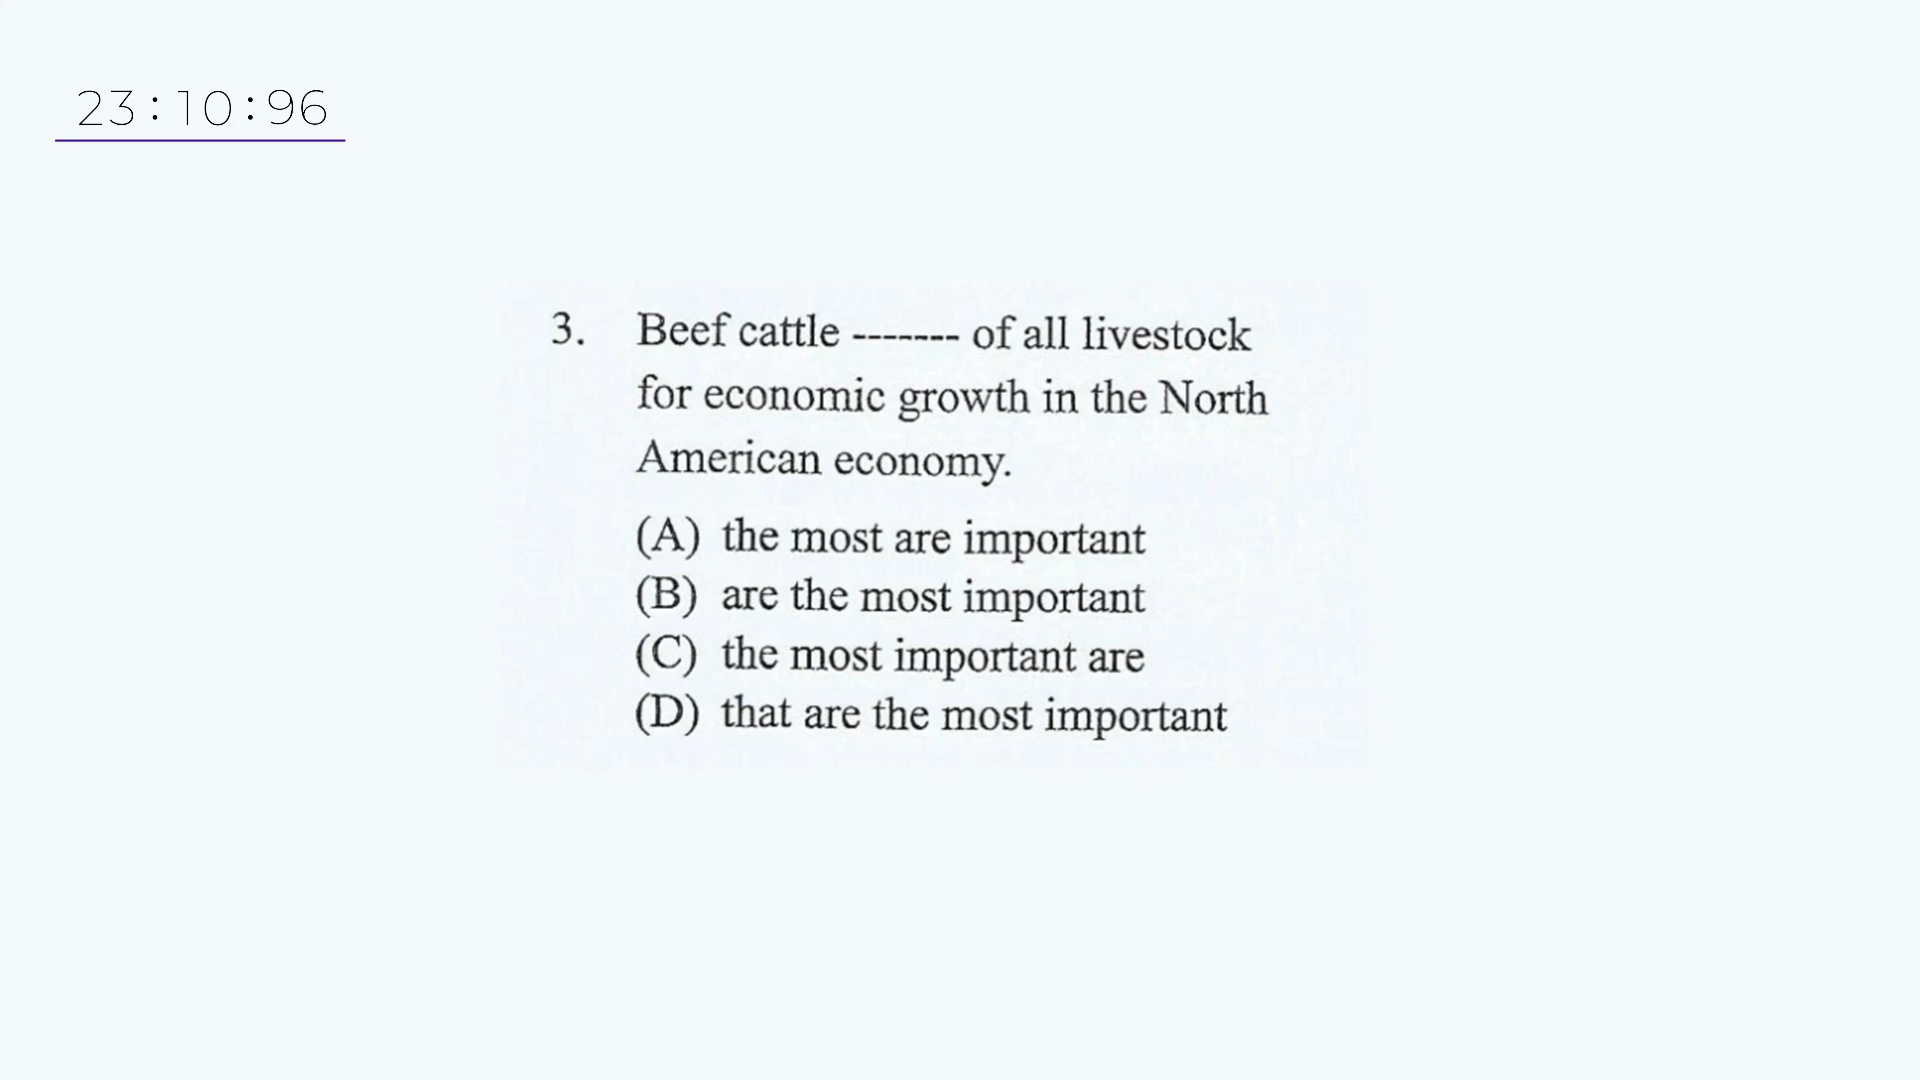 23:10:96
3. Beef cattle ------- of all livestock
for economic growth in the North
American economy.
(A) the most are important
(B) are the most important
(C) the most important are
(D) that are the most important